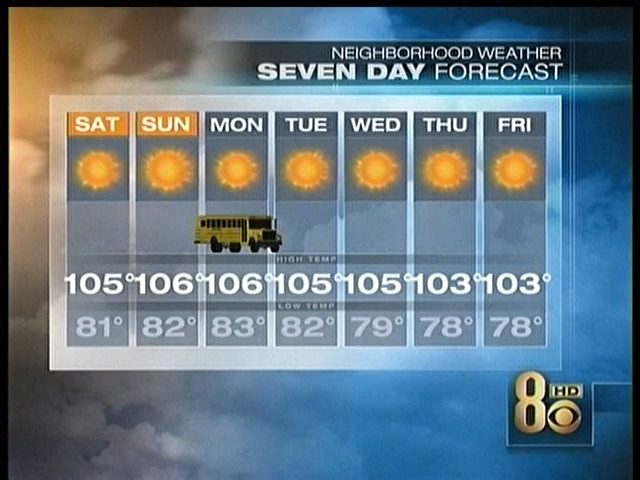 NEIGHBORHOOD WEATHER
SEVEN DAY FORECAST
SAT SUN MON TUE WED THU FRI
HIGH TEMP
105° 106° 106° 105° 105° 103° 103°
LOW TEMP
81° 82° 83° 82° 79° 78° 78°
8 HD